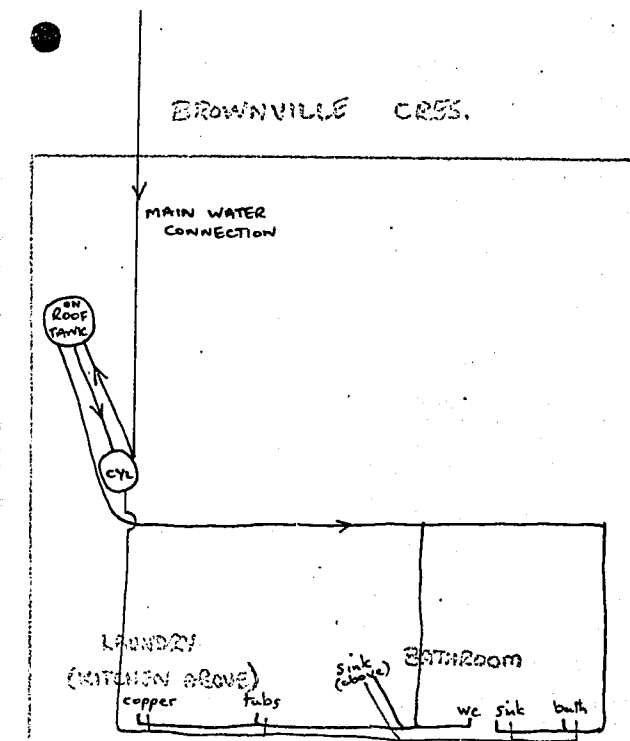 BROWNVILLE CRES.
MAIN WATER
CONNECTION
ON
ROOF
TANK
CYL
LAUNDRY
(KITCHEN ABOVE)
sink
(above)
BATHROOM
copper
tubs
wc
sink
bath